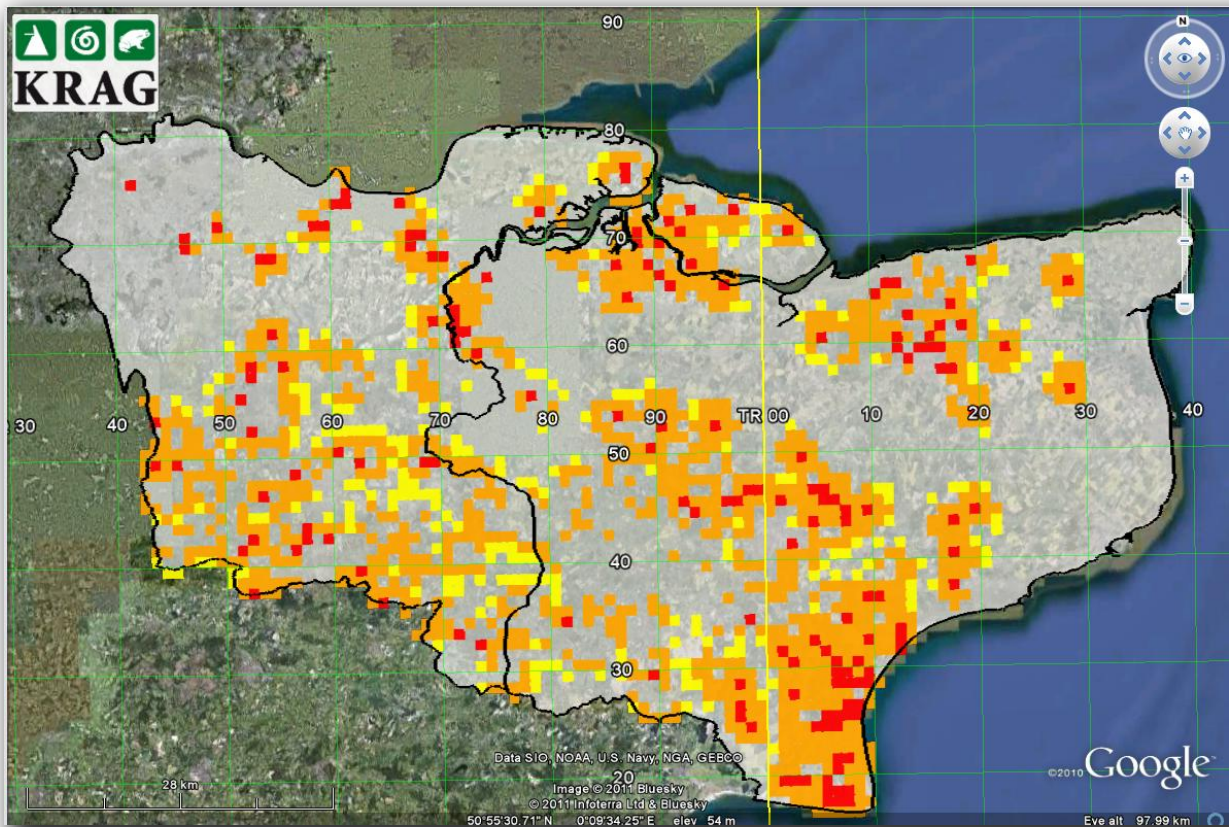 KRAG
90
N
80
70
60
30 40 50 60 70 80 90 TR 00 10 20 30 40
50
40
30
20
28 km
Data SIO, NOAA, U.S. Navy, NGA, GEBCO
Image © 2011 Bluesky
© 2011 Infoterra Ltd & Bluesky
©2010 Google
50°55'30.71" N 0°09'34.25" E elev 54 m
Eye alt 97.99 km